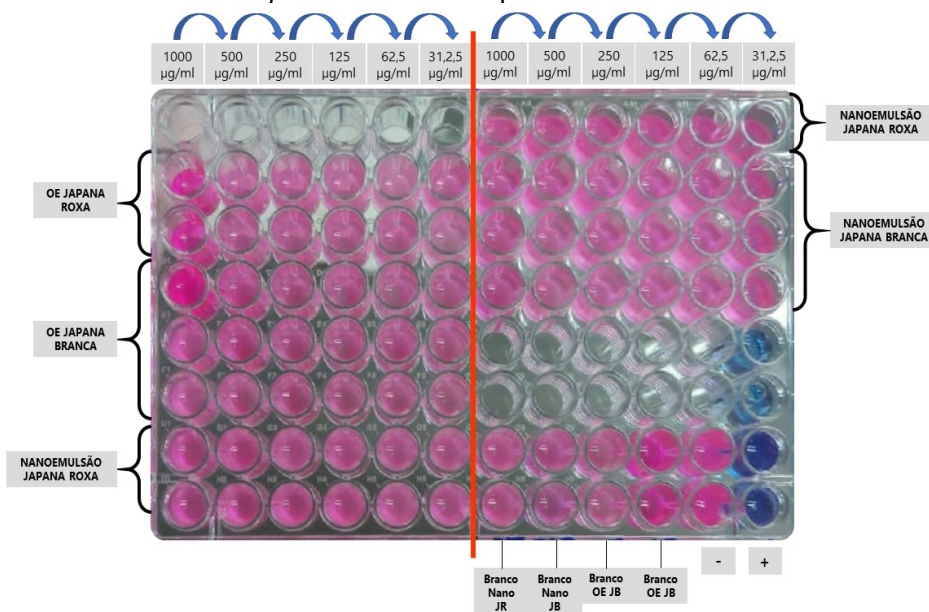 1000
µg/ml
500
µg/ml
250
µg/ml
125
µg/ml
62,5
µg/ml
31,2,5
µg/ml
1000
µg/ml
500
µg/ml
250
µg/ml
125
µg/ml
62,5
µg/ml
31,2,5
µg/ml
OE JAPANA
ROXA
OE JAPANA
BRANCA
NANOEMULSÃO
JAPANA ROXA
NANOEMULSÃO
JAPANA ROXA
NANOEMULSÃO
JAPANA BRANCA
Branco
Nano
JR
Branco
Nano
JB
Branco
OE JB
Branco
OE JB
-
+